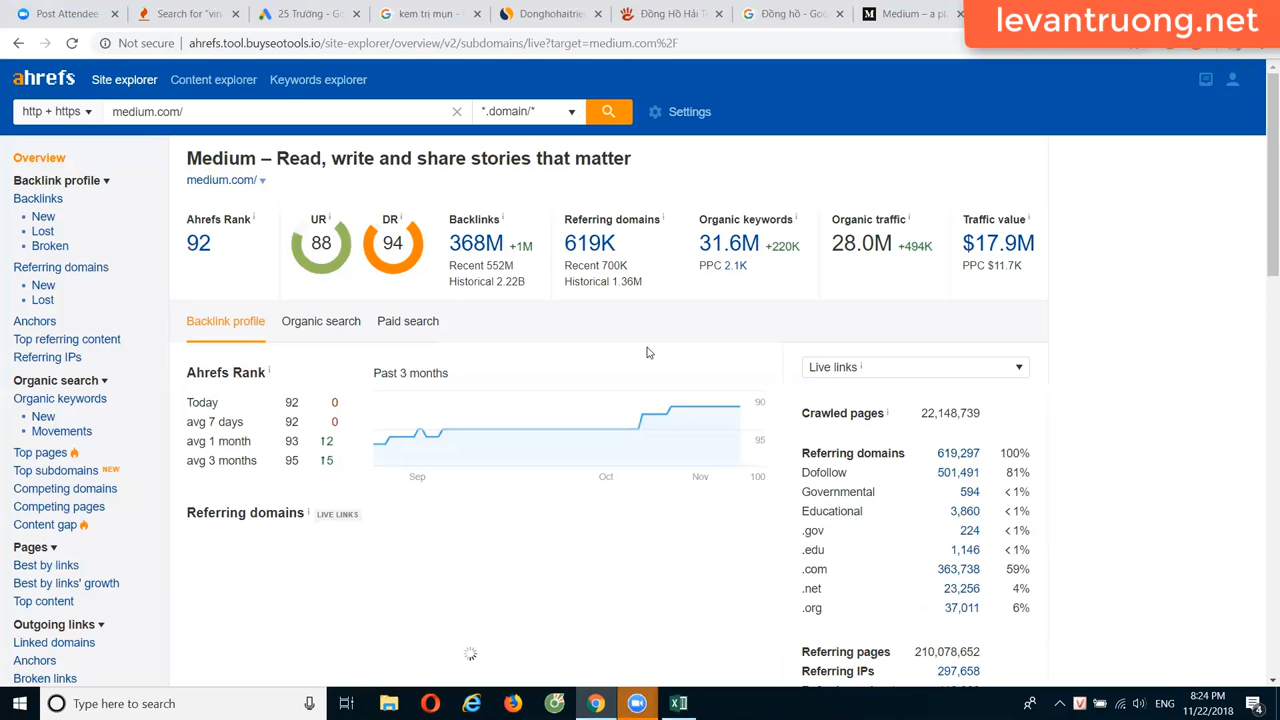 Post Attendee
Search for "vin
25 Trường - Go
kem trị mụn -
Donghohaitrie
Đồng Hồ Hải T
Đồng hồ - Goo
Medium – a pl
levantruong.net
Not secure
ahrefs.tool.buyseotools.io/site-explorer/overview/v2/subdomains/live?target=medium.com%2F
ahrefs
Site explorer
Content explorer
Keywords explorer
http + https
medium.com/
*.domain/*
Settings
Overview
Backlink profile
Backlinks
New
Lost
Broken
Referring domains
New
Lost
Anchors
Top referring content
Referring IPs
Organic search
Organic keywords
New
Movements
Top pages
Top subdomains NEW
Competing domains
Competing pages
Content gap
Pages
Best by links
Best by links' growth
Top content
Outgoing links
Linked domains
Anchors
Broken links
Medium – Read, write and share stories that matter
medium.com/
Ahrefs Rank
92
UR
88
DR
94
Backlinks
368M +1M
Recent 552M
Historical 2.22B
Referring domains
619K
Recent 700K
Historical 1.36M
Organic keywords
31.6M +220K
PPC 2.1K
Organic traffic
28.0M +494K
Traffic value
$17.9M
PPC $11.7K
Backlink profile
Organic search
Paid search
Ahrefs Rank
Today 92 0
avg 7 days 92 0
avg 1 month 93 2
avg 3 months 95 5
Past 3 months
90
95
100
Sep
Oct
Nov
Referring domains LIVE LINKS
Live links
Crawled pages 22,148,739
Referring domains 619,297 100%
Dofollow 501,491 81%
Governmental 594 < 1%
Educational 3,860 < 1%
.gov 224 < 1%
.edu 1,146 < 1%
.com 363,738 59%
.net 23,256 4%
.org 37,011 6%
Referring pages 210,078,652
Referring IPs 297,658
Type here to search
ENG
8:24 PM
11/22/2018
4